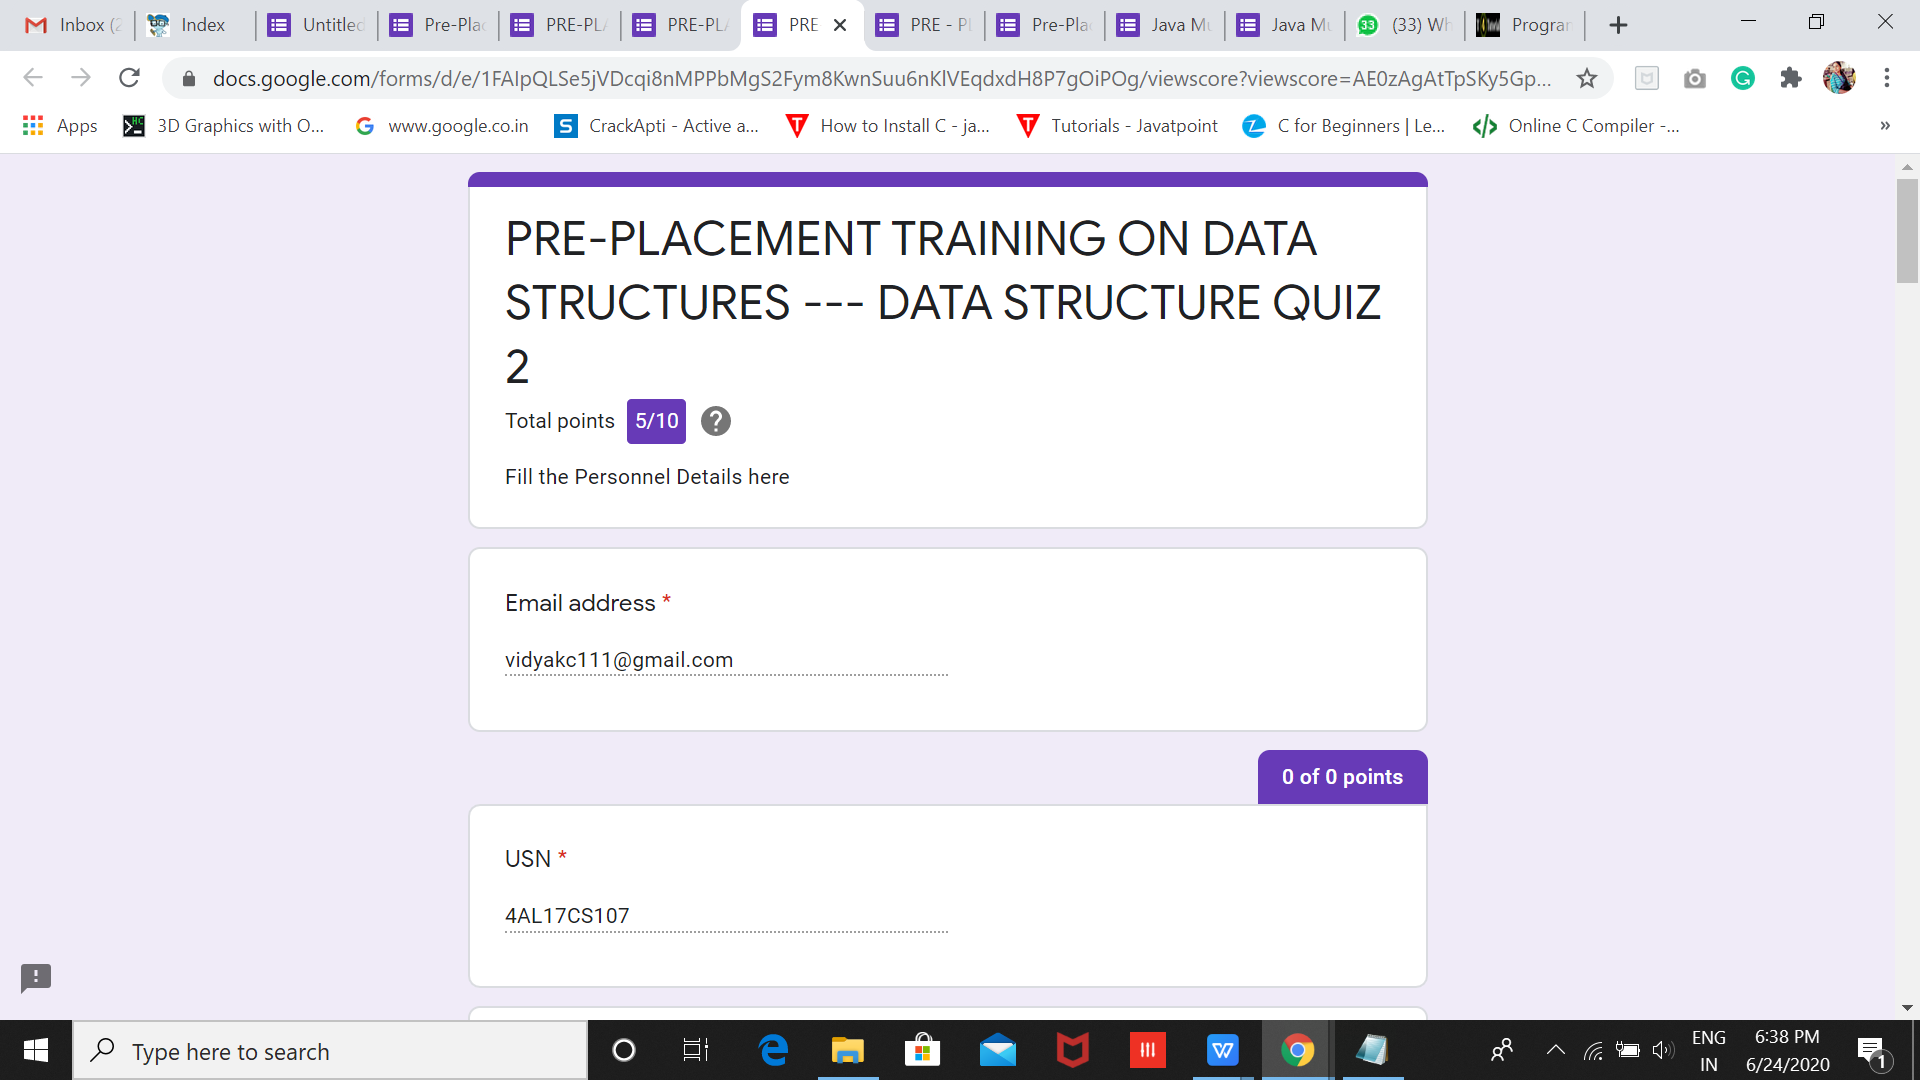 Inbox (2
Index
Untitled
Pre-Plac
PRE-PLA
PRE-PLA
PRE
PRE - PL
Pre-Plac
Java Mu
Java Mu
33
(33) Wh
Program
docs.google.com/forms/d/e/1FAIpQLSe5jVDcqi8nMPPbMgS2Fym8KwnSuu6nKlVEqdxdH8P7gOiPOg/viewscore?viewscore=AE0zAgAtTpSKy5Gp...
Apps
3D Graphics with O...
www.google.co.in
CrackApti - Active a...
How to Install C - ja...
Tutorials - Javatpoint
C for Beginners | Le...
Online C Compiler -...
»
PRE-PLACEMENT TRAINING ON DATA
STRUCTURES --- DATA STRUCTURE QUIZ
2
Total points 5/10
Fill the Personnel Details here
Email address *
vidyakc111@gmail.com
0 of 0 points
USN *
4AL17CS107
Type here to search
ENG
IN
6:38 PM
6/24/2020
1